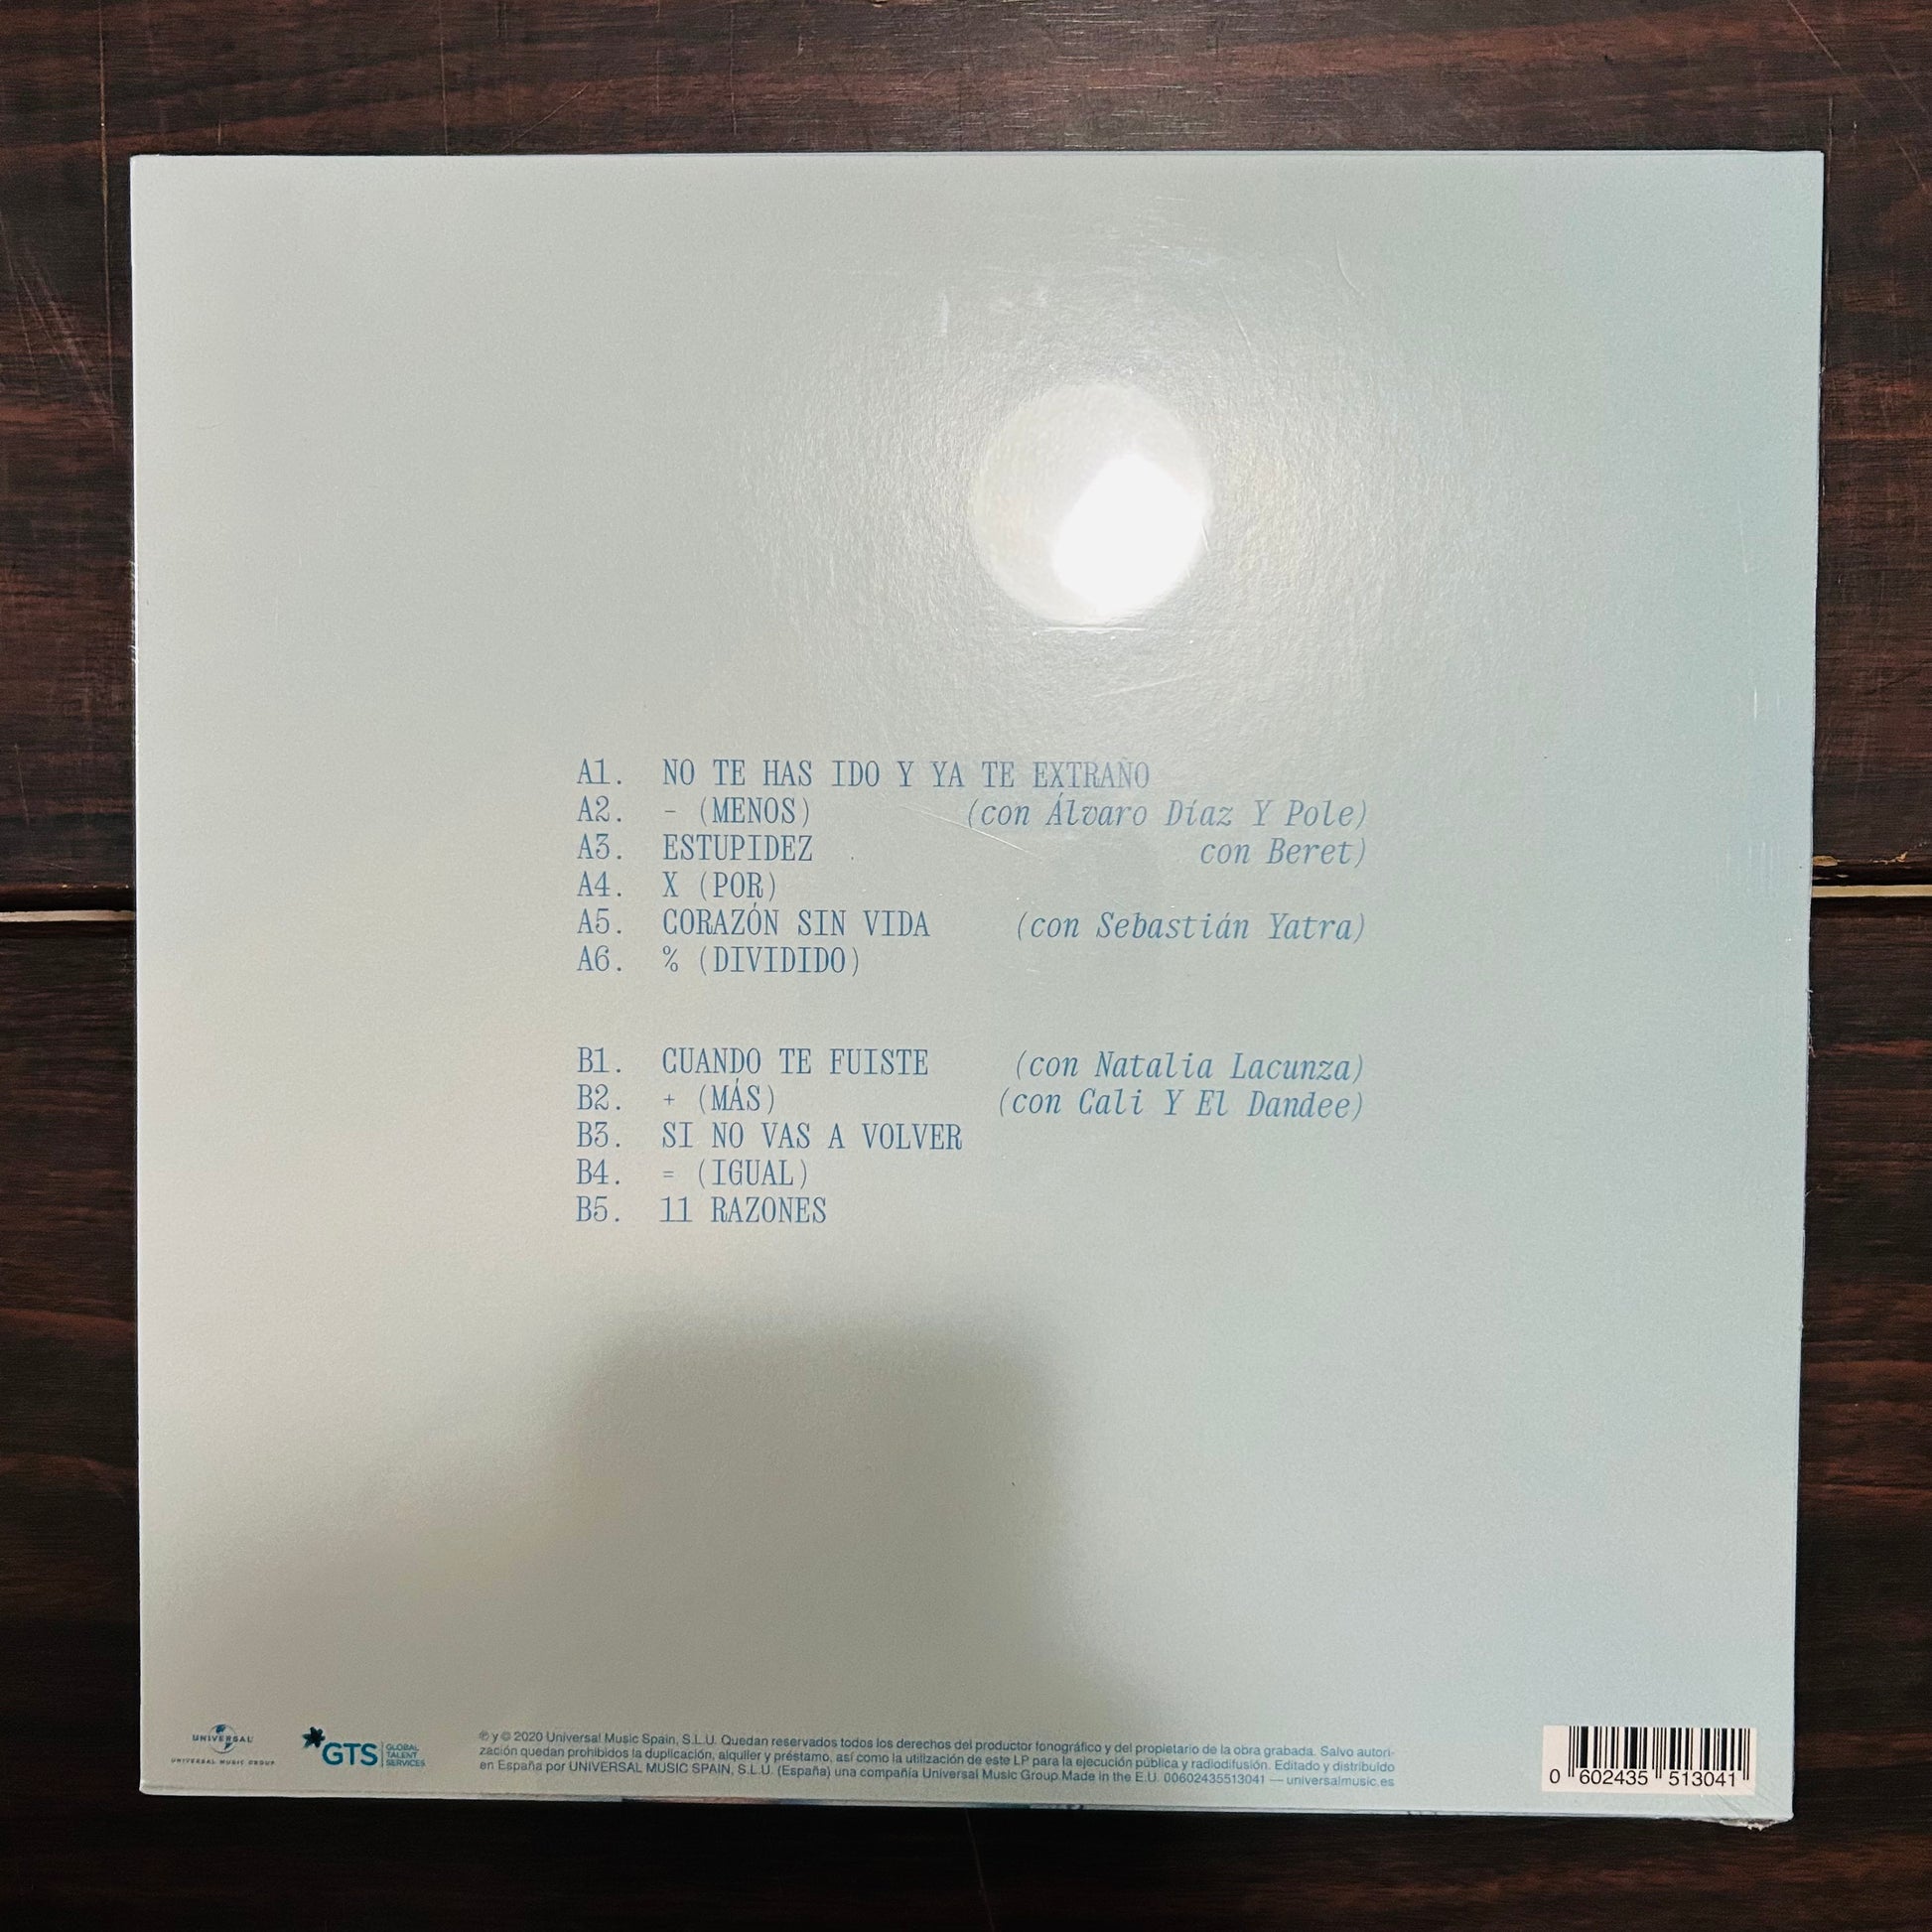 A1. NO TE HAS IDO Y YA TE EXTRAÑO
A2. - (MENOS) (con Álvaro Díaz Y Pole)
A3. ESTUPIDEZ con Beret)
A4. X (POR)
A5. CORAZÓN SIN VIDA (con Sebastián Yatra)
A6. % (DIVIDIDO)
B1. CUANDO TE FUISTE (con Natalia Lacunza)
B2. + (MÁS) (con Cali Y El Dandee)
B3. SI NO VAS A VOLVER
B4. = (IGUAL)
B5. 11 RAZONES
UNIVERSAL
UNIVERSAL MUSIC GROUP
GTS GLOBAL
TALENT
SERVICES
℗ y © 2020 Universal Music Spain, S.L.U. Quedan reservados todos los derechos del productor fonográfico y del propietario de la obra grabada. Salvo autori-
zación quedan prohibidos la duplicación, alquiler y préstamo, así como la utilización de este LP para la ejecución pública y radiodifusión. Editado y distribuido
en España por UNIVERSAL MUSIC SPAIN, S.L.U. (España) una compañía Universal Music Group.Made in the E.U. 00602435513041 — universalmusic.es
0 602435 513041